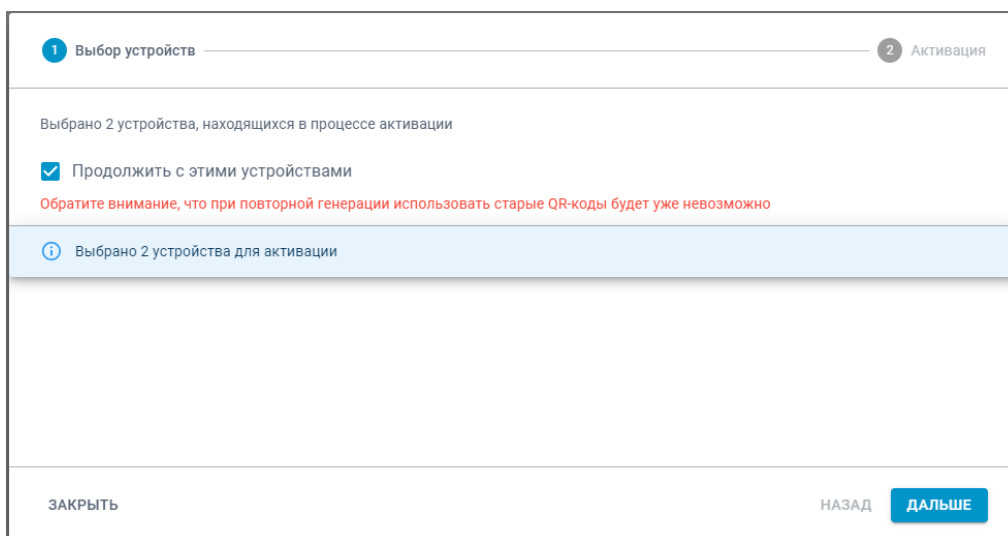 1 Выбор устройств
2 Активация
Выбрано 2 устройства, находящихся в процессе активации
Продолжить с этими устройствами
Обратите внимание, что при повторной генерации использовать старые QR-коды будет уже невозможно
Выбрано 2 устройства для активации
ЗАКРЫТЬ
НАЗАД
ДАЛЬШЕ